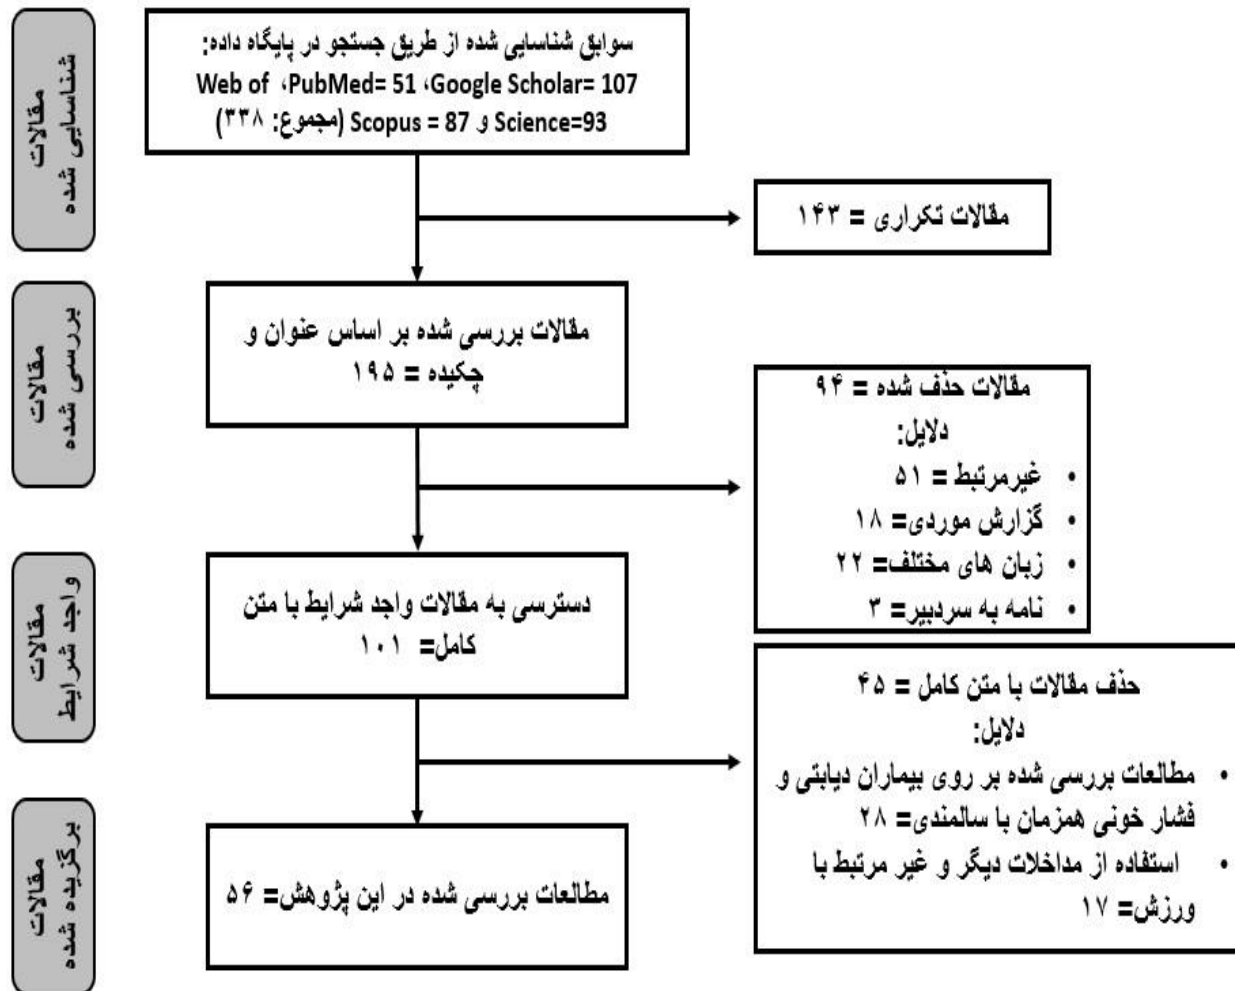 مقالات
شناسایی شده
سوابق شناسایی شده از طریق جستجو در پایگاه داده:
Web of ،PubMed= 51 ،Google Scholar= 107
Science=93 و Scopus = 87 (مجموع: ۳۳۸)
مقالات تکراری = ۱۴۳
مقالات
بررسی شده
مقالات بررسی شده بر اساس عنوان و
چکیده = ۱۹۵
مقالات حذف شده = ۹۴
دلایل:
• غیرمرتبط = ۵۱
• گزارش موردی= ۱۸
• زبان های مختلف= ۲۲
• نامه به سردبیر= ۳
مقالات
واجد شرایط
دسترسی به مقالات واجد شرایط با متن
کامل= ۱۰۱
حذف مقالات با متن کامل = ۴۵
دلایل:
• مطالعات بررسی شده بر روی بیماران دیابتی و
فشار خونی همزمان با سالمندی= ۲۸
• استفاده از مداخلات دیگر و غیر مرتبط با
ورزش= ۱۷
مقالات
برگزیده شده
مطالعات بررسی شده در این پژوهش= ۵۶